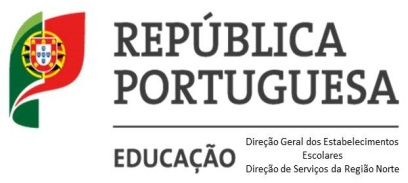 REPÚBLICA
PORTUGUESA
EDUCAÇÃO
Direção Geral dos Estabelecimentos
Escolares
Direção de Serviços da Região Norte